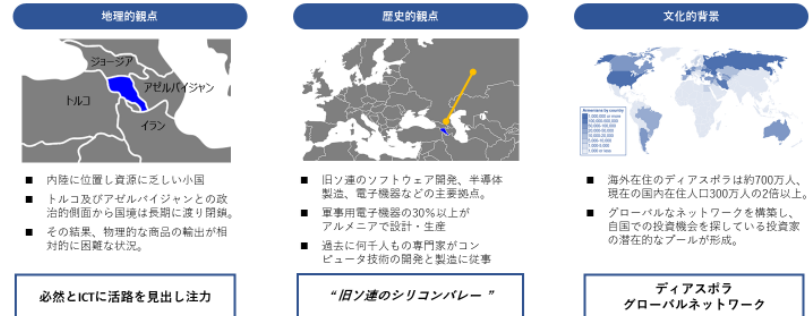 地理的観点
ジョージア
アゼルバイジャン
トルコ
イラン
■ 内陸に位置し資源に乏しい小国
■ トルコ及びアゼルバイジャンとの政
治的側面から国境は長期に渡り閉鎖。
■ その結果、物理的な商品の輸出が相
対的に困難な状況。
必然とICTに活路を見出し注力
歴史的観点
■ 旧ソ連のソフトウェア開発、半導体
製造、電子機器などの主要拠点。
■ 軍事用電子機器の30%以上が
アルメニアで設計・生産
■ 過去に何千人もの専門家がコン
ピュータ技術の開発と製造に従事
“旧ソ連のシリコンバレー ”
文化的背景
Armenians by country
■ 海外在住のディアスポラは約700万人、
現在の国内在住人口300万人の2倍以上。
■ グローバルなネットワークを構築し、
自国での投資機会を探している投資家
の潜在的なプールが形成。
ディアスポラ
グローバルネットワーク